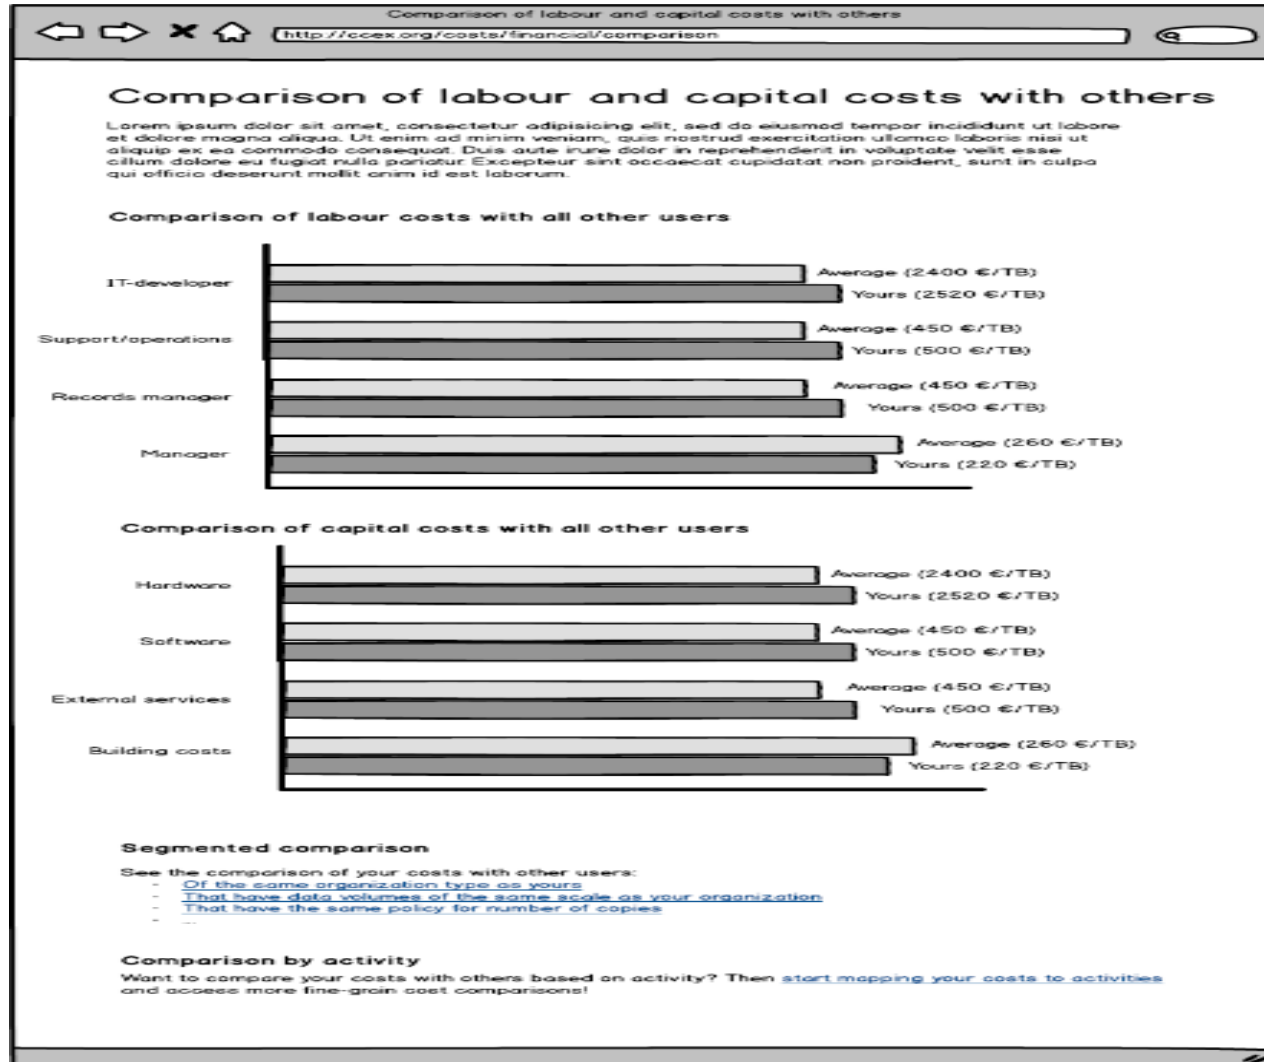 Comparison of labour and capital costs with others
http://ccex.org/costs/financial/comparison
Comparison of labour and capital costs with others
Lorem ipsum dolor sit amet, consectetur adipisicing elit, sed do eiusmod tempor incididunt ut labore
et dolore magna aliqua. Ut enim ad minim veniam, quis nostrud exercitation ullamco laboris nisi ut
aliquip ex ea commodo consequat. Duis aute irure dolor in reprehenderit in voluptate velit esse
cillum dolore eu fugiat nulla pariatur. Excepteur sint occaecat cupidatat non proident, sunt in culpa
qui officia deserunt mollit anim id est laborum.
Comparison of labour costs with all other users
IT-developer
Average (2400 €/TB)
Yours (2520 €/TB)
Support/operations
Average (450 €/TB)
Yours (500 €/TB)
Records manager
Average (450 €/TB)
Yours (500 €/TB)
Manager
Average (260 €/TB)
Yours (220 €/TB)
Comparison of capital costs with all other users
Hardware
Average (2400 €/TB)
Yours (2520 €/TB)
Software
Average (450 €/TB)
Yours (500 €/TB)
External services
Average (450 €/TB)
Yours (500 €/TB)
Building costs
Average (260 €/TB)
Yours (220 €/TB)
Segmented comparison
See the comparison of your costs with other users:
- Of the same organization type as yours
- That have data volumes of the same scale as your organization
- That have the same policy for number of copies
- ...
Comparison by activity
Want to compare your costs with others based on activity? Then start mapping your costs to activities
and access more fine-grain cost comparisons!